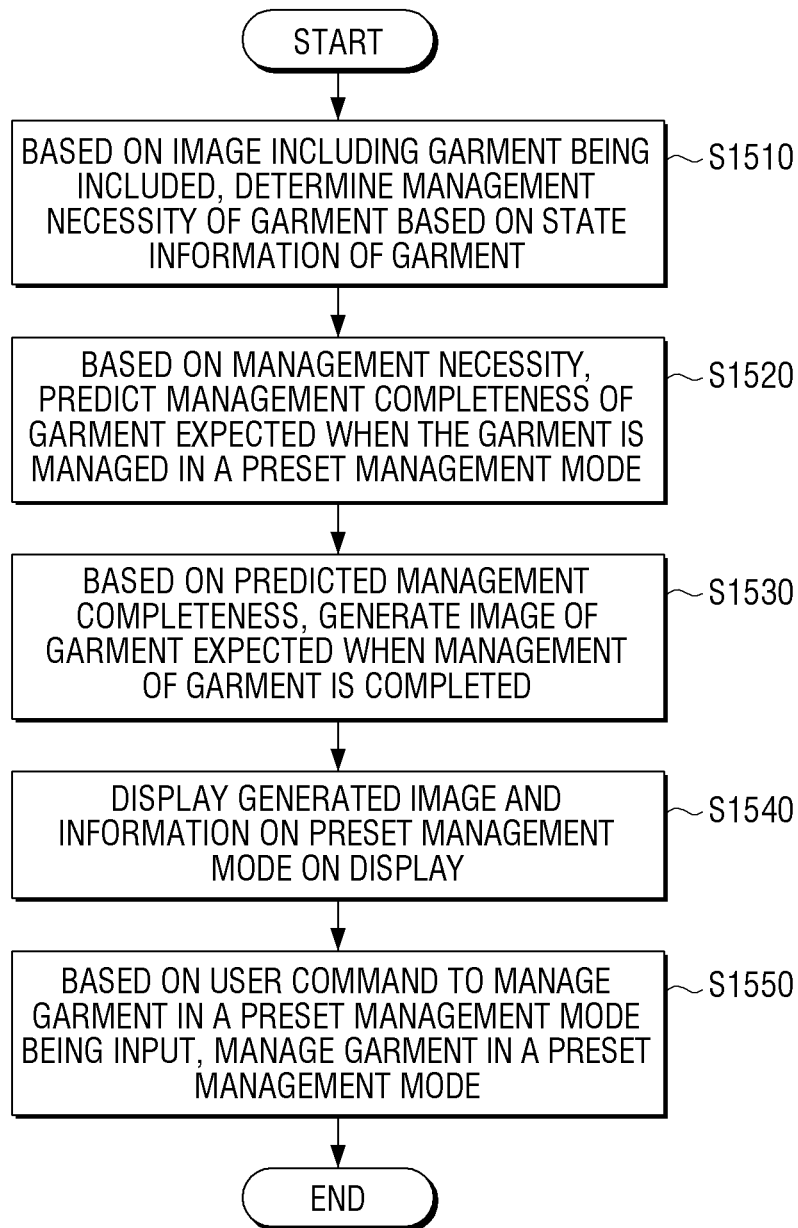 START
BASED ON IMAGE INCLUDING GARMENT BEING
INCLUDED, DETERMINE MANAGEMENT
NECESSITY OF GARMENT BASED ON STATE
INFORMATION OF GARMENT
S1510
BASED ON MANAGEMENT NECESSITY,
PREDICT MANAGEMENT COMPLETENESS OF
GARMENT EXPECTED WHEN THE GARMENT IS
MANAGED IN A PRESET MANAGEMENT MODE
S1520
BASED ON PREDICTED MANAGEMENT
COMPLETENESS, GENERATE IMAGE OF
GARMENT EXPECTED WHEN MANAGEMENT
OF GARMENT IS COMPLETED
S1530
DISPLAY GENERATED IMAGE AND
INFORMATION ON PRESET MANAGEMENT
MODE ON DISPLAY
S1540
BASED ON USER COMMAND TO MANAGE
GARMENT IN A PRESET MANAGEMENT MODE
BEING INPUT, MANAGE GARMENT IN A PRESET
MANAGEMENT MODE
S1550
END